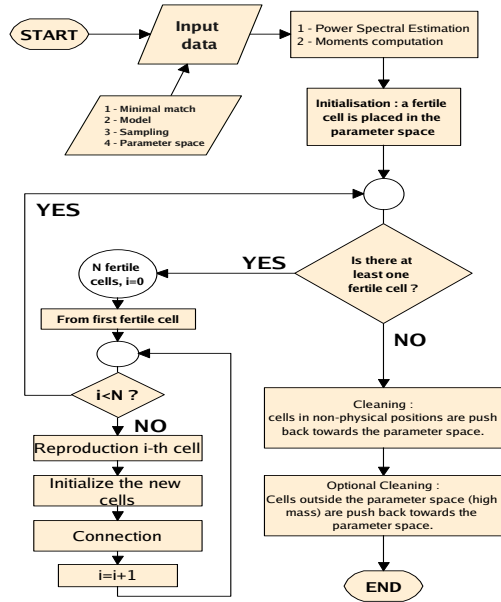 START
Input
data
1 - Power Spectral Estimation
2 - Moments computation
1 - Minimal match
2 - Model
3 - Sampling
4 - Parameter space
Initialisation : a fertile
cell is placed in the
parameter space
YES
Is there at
least one
fertile cell ?
YES
N fertile
cells, i=0
From first fertile cell
NO
i<N ?
NO
Reproduction i-th cell
Initialize the new
cells
Connection
i=i+1
Cleaning :
cells in non-physical positions are push
back towards the parameter space.
Optional Cleaning :
Cells outside the parameter space (high
mass) are push back towards the
parameter space.
END